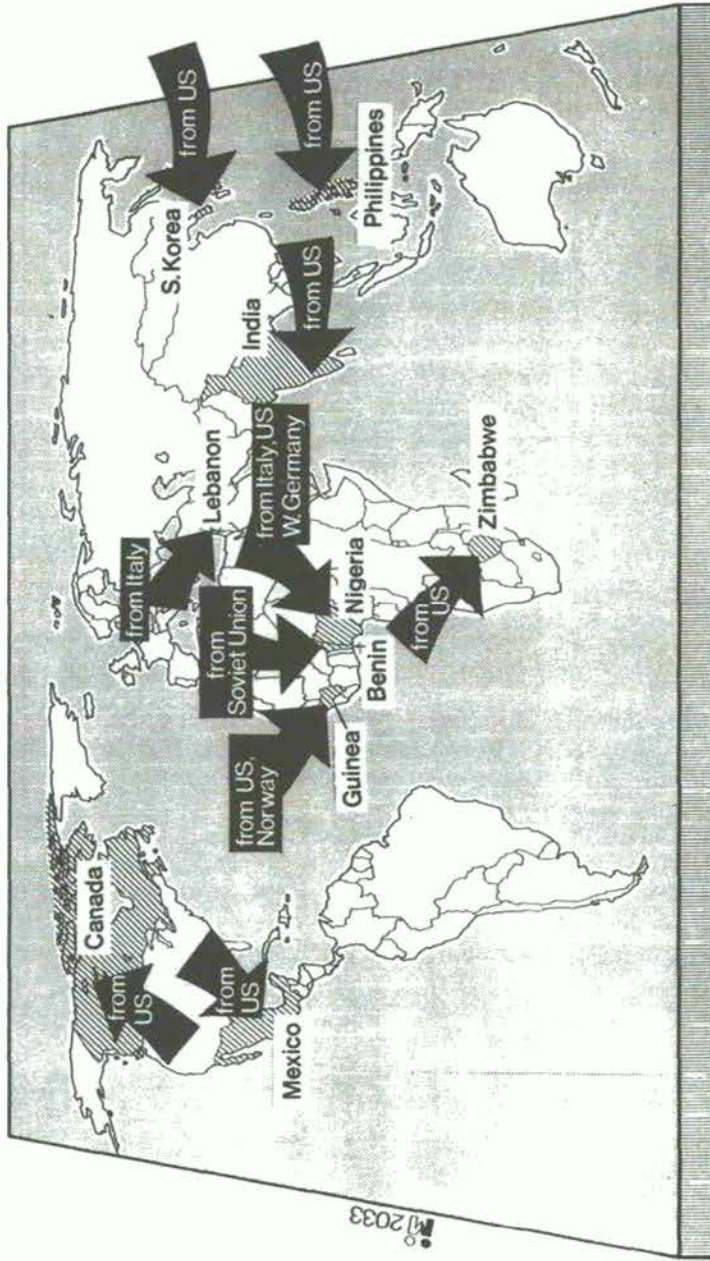 Canada
from
US
from
US
Mexico
from US,
Norway
Guinea
from
Soviet Union
Benin
from Italy
Lebanon
from Italy, US
W. Germany
Nigeria
from
US
Zimbabwe
India
from US
S. Korea
from US
from US
Philippines
MJ 2033